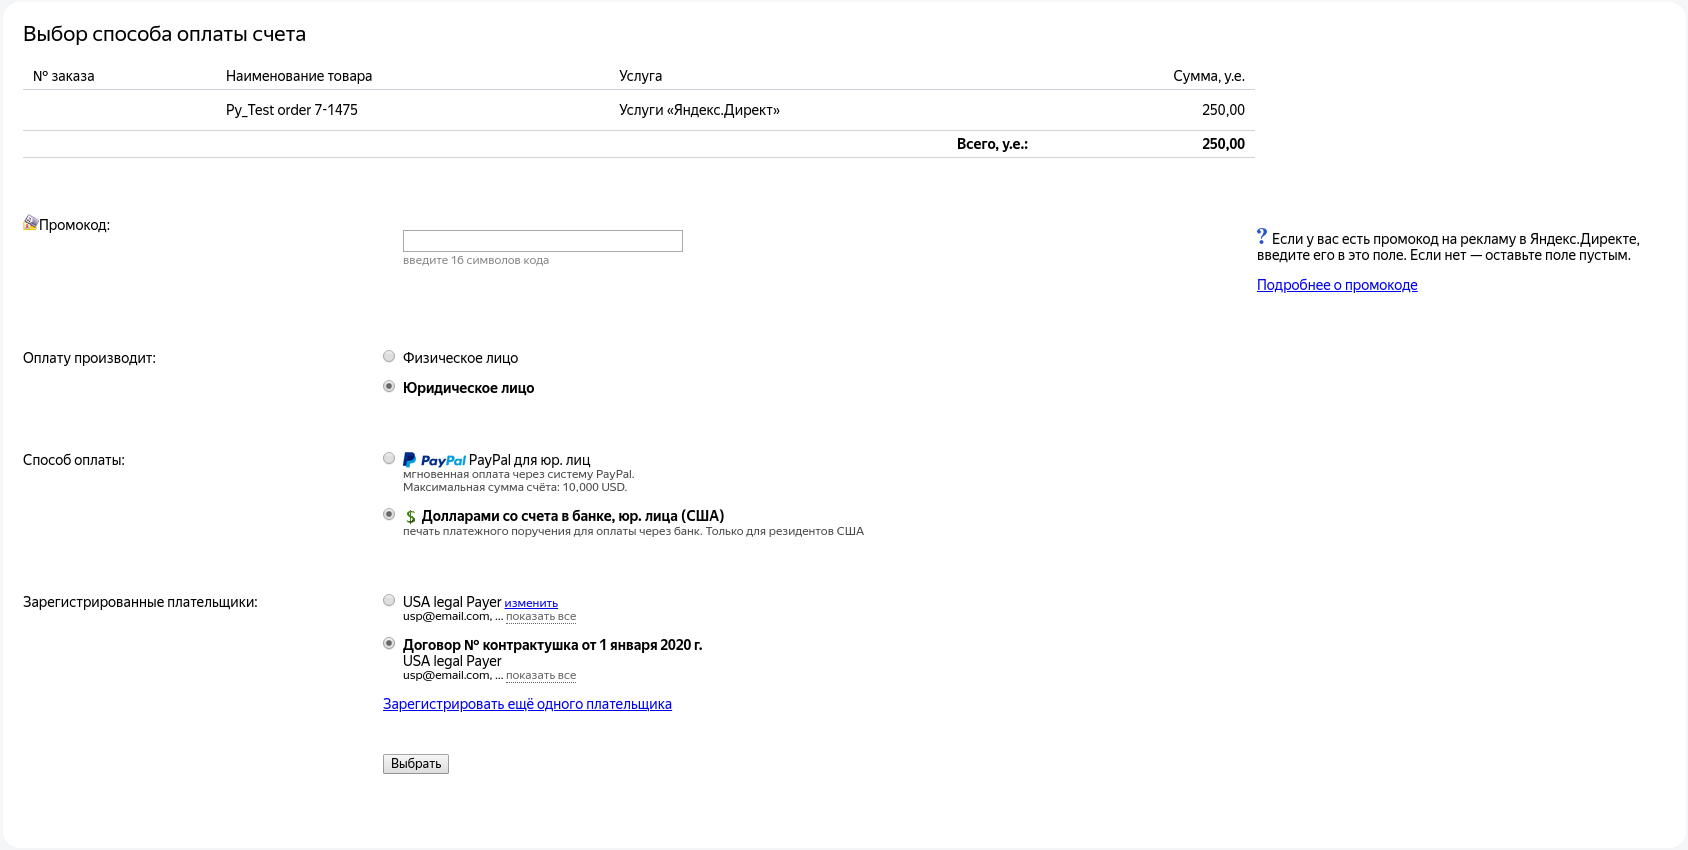 Выбор способа оплаты счета
№ заказа Наименование товара Услуга Сумма, у.е.
Py_Test order 7-1475 Услуги «Яндекс.Директ» 250,00
Всего, у.е.: 250,00
Промокод:
введите 16 символов кода
? Если у вас есть промокод на рекламу в Яндекс.Директе,
введите его в это поле. Если нет — оставьте поле пустым.
Подробнее о промокоде
Оплату производит: Физическое лицо
Юридическое лицо
Способ оплаты: PayPal PayPal для юр. лиц
мгновенная оплата через систему PayPal.
Максимальная сумма счёта: 10,000 USD.
$ Долларами со счета в банке, юр. лица (США)
печать платежного поручения для оплаты через банк. Только для резидентов США
Зарегистрированные плательщики: USA legal Payer изменить
usp@email.com, ... показать все
Договор № контрактушка от 1 января 2020 г.
USA legal Payer
usp@email.com, ... показать все
Зарегистрировать ещё одного плательщика
Выбрать